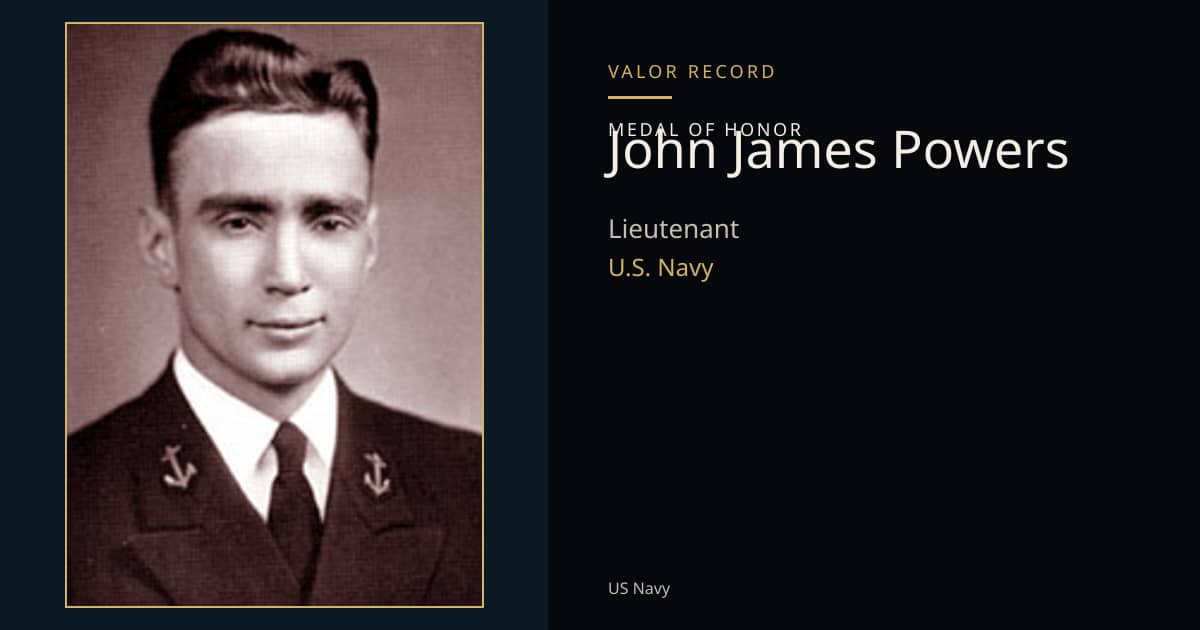 VALOR RECORD
MEDAL OF HONOR
John James Powers
Lieutenant
U.S. Navy
US Navy